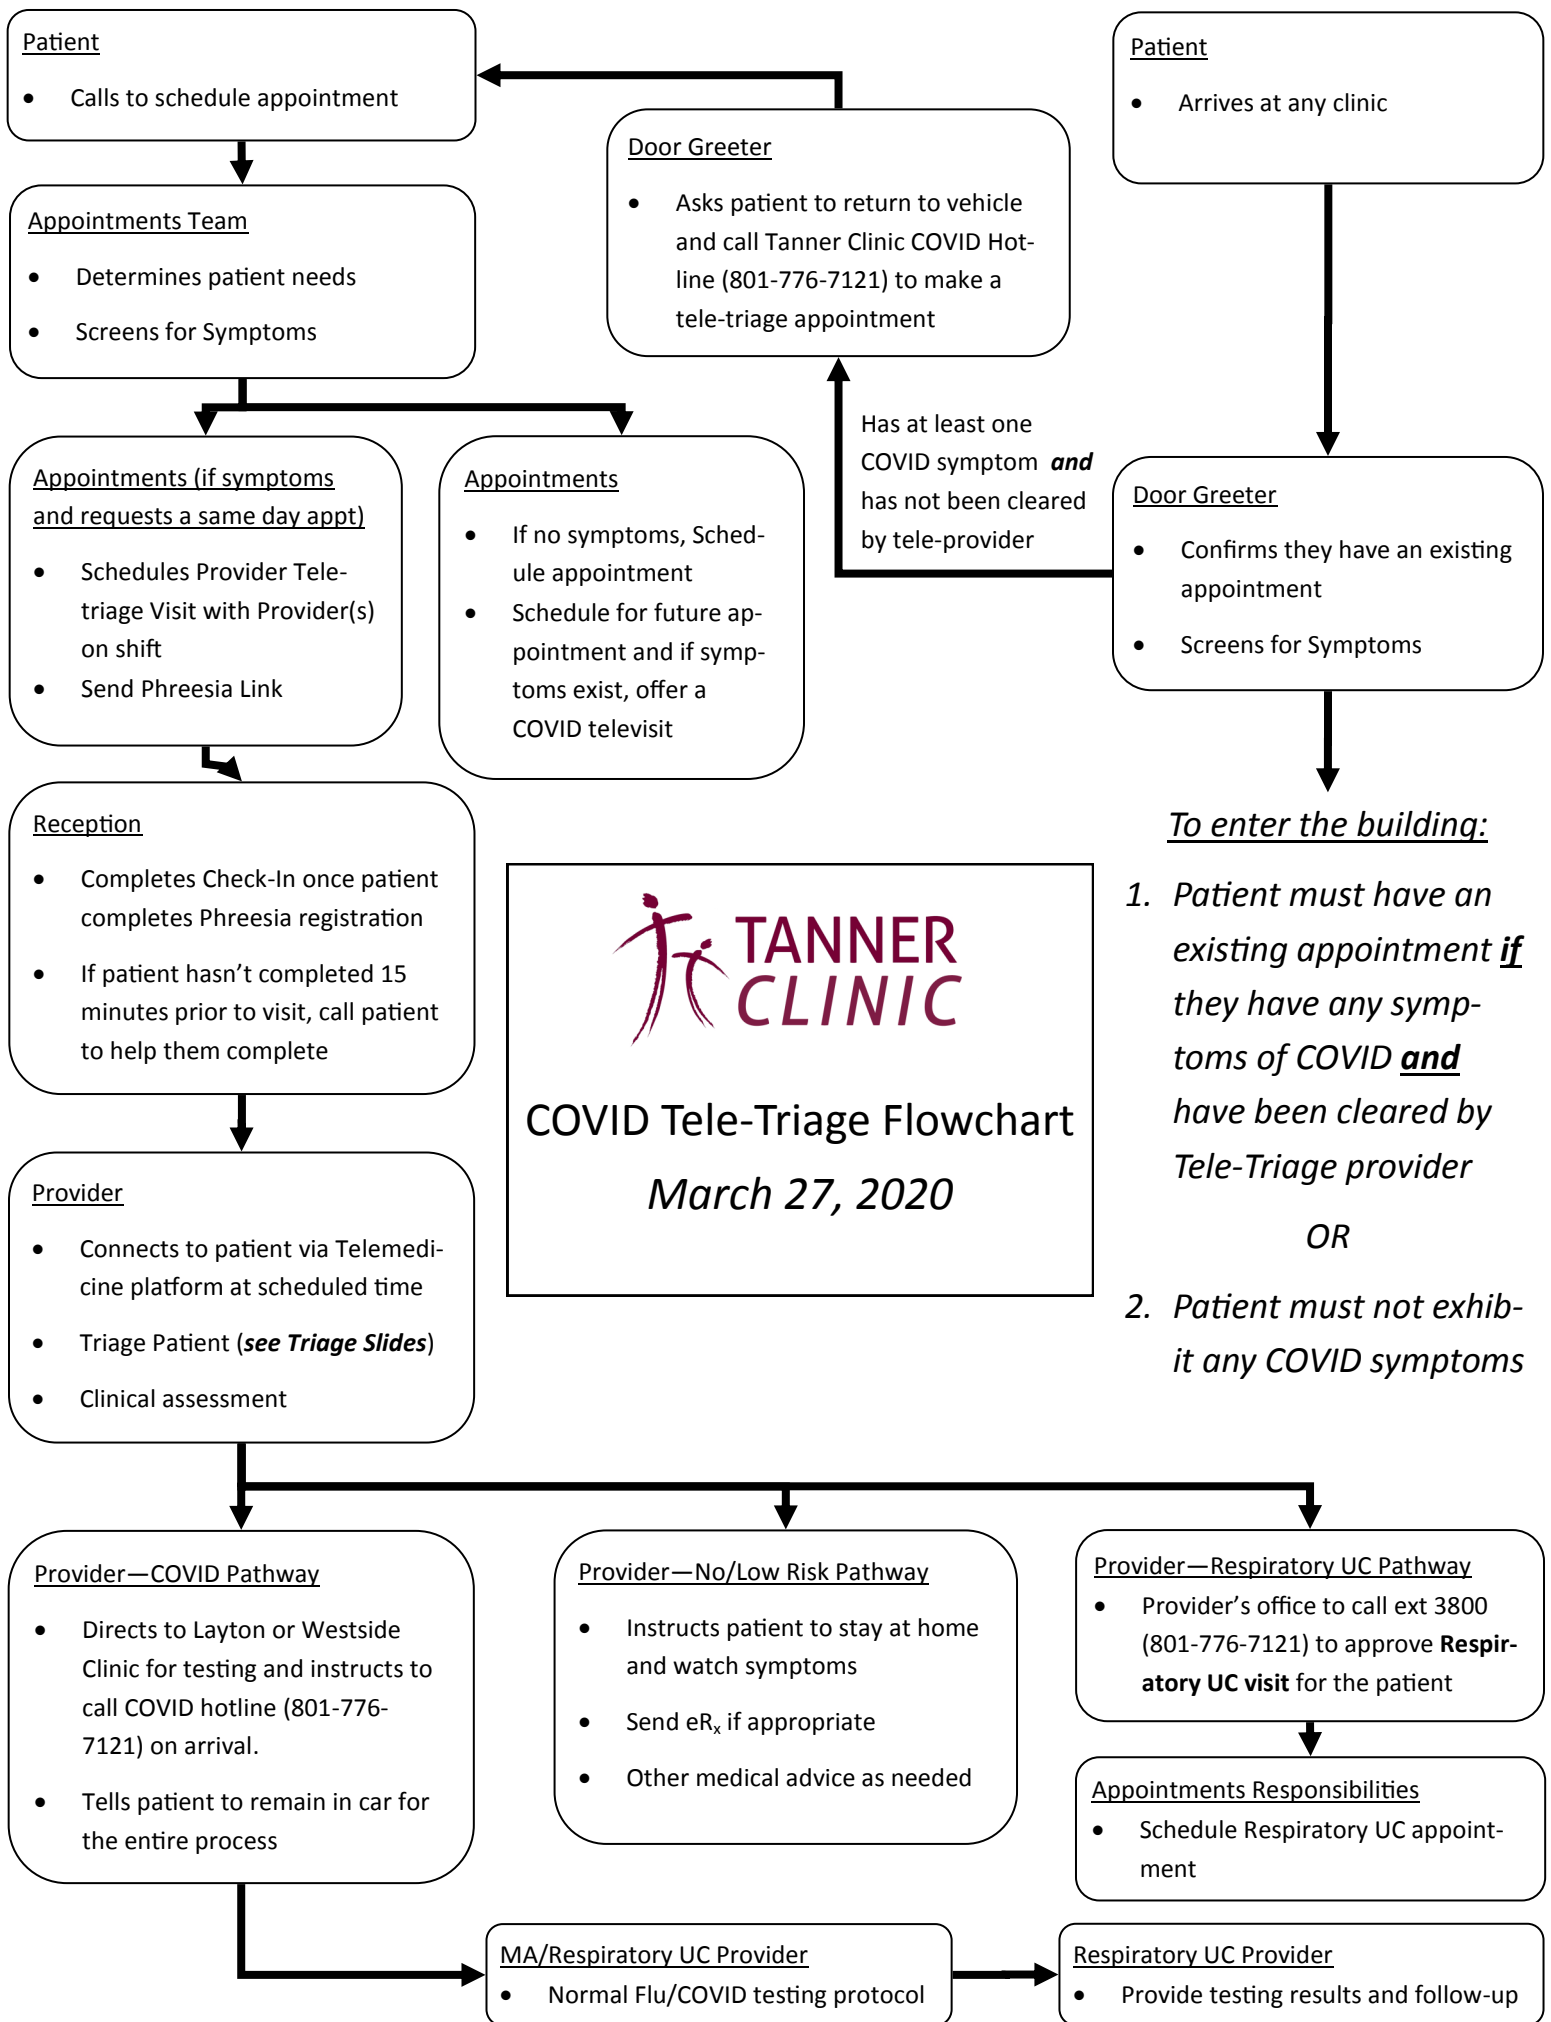 Patient
• Calls to schedule appointment
Appointments Team
• Determines patient needs
• Screens for Symptoms
Door Greeter
• Asks patient to return to vehicle
and call Tanner Clinic COVID Hot-
line (801-776-7121) to make a
tele-triage appointment
Patient
• Arrives at any clinic
Has at least one
COVID symptom and
has not been cleared
by tele-provider
Door Greeter
• Confirms they have an existing
appointment
• Screens for Symptoms
Appointments (if symptoms
and requests a same day appt)
• Schedules Provider Tele-
triage Visit with Provider(s)
on shift
• Send Phreesia Link
Appointments
• If no symptoms, Sched-
ule appointment
• Schedule for future ap-
pointment and if symp-
toms exist, offer a
COVID televisit
Reception
• Completes Check-In once patient
completes Phreesia registration
• If patient hasn’t completed 15
minutes prior to visit, call patient
to help them complete
TANNER
CLINIC
COVID Tele-Triage Flowchart
March 27, 2020
To enter the building:
1. Patient must have an
existing appointment if
they have any symp-
toms of COVID and
have been cleared by
Tele-Triage provider
OR
2. Patient must not exhib-
it any COVID symptoms
Provider
• Connects to patient via Telemedi-
cine platform at scheduled time
• Triage Patient (see Triage Slides)
• Clinical assessment
Provider—COVID Pathway
• Directs to Layton or Westside
Clinic for testing and instructs to
call COVID hotline (801-776-
7121) on arrival.
• Tells patient to remain in car for
the entire process
Provider—No/Low Risk Pathway
• Instructs patient to stay at home
and watch symptoms
• Send eRx if appropriate
• Other medical advice as needed
Provider—Respiratory UC Pathway
• Provider’s office to call ext 3800
(801-776-7121) to approve Respir-
atory UC visit for the patient
Appointments Responsibilities
• Schedule Respiratory UC appoint-
ment
MA/Respiratory UC Provider
• Normal Flu/COVID testing protocol
Respiratory UC Provider
• Provide testing results and follow-up